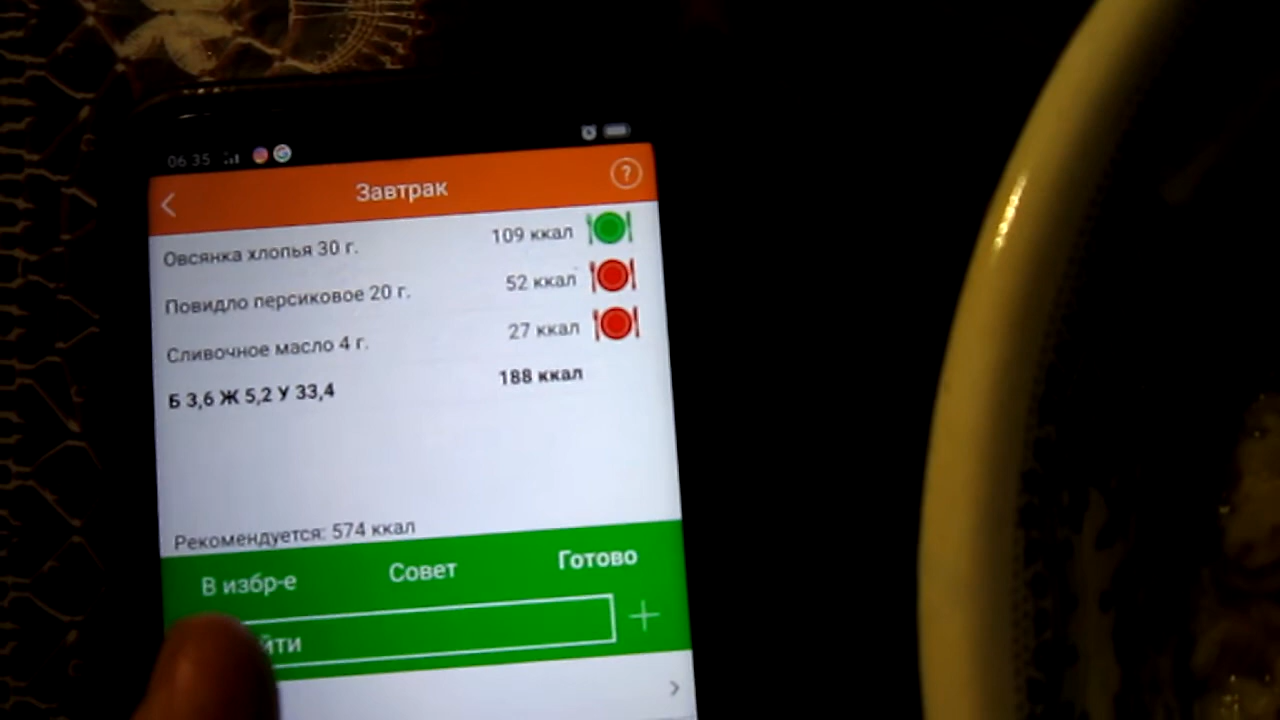 06 35
Завтрак
?
Овсянка хлопья 30 г. 109 ккал
Повидло персиковое 20 г. 52 ккал
Сливочное масло 4 г. 27 ккал
Б 3,6 Ж 5,2 У 33,4 188 ккал
Рекомендуется: 574 ккал
В избр-е Совет Готово
йти